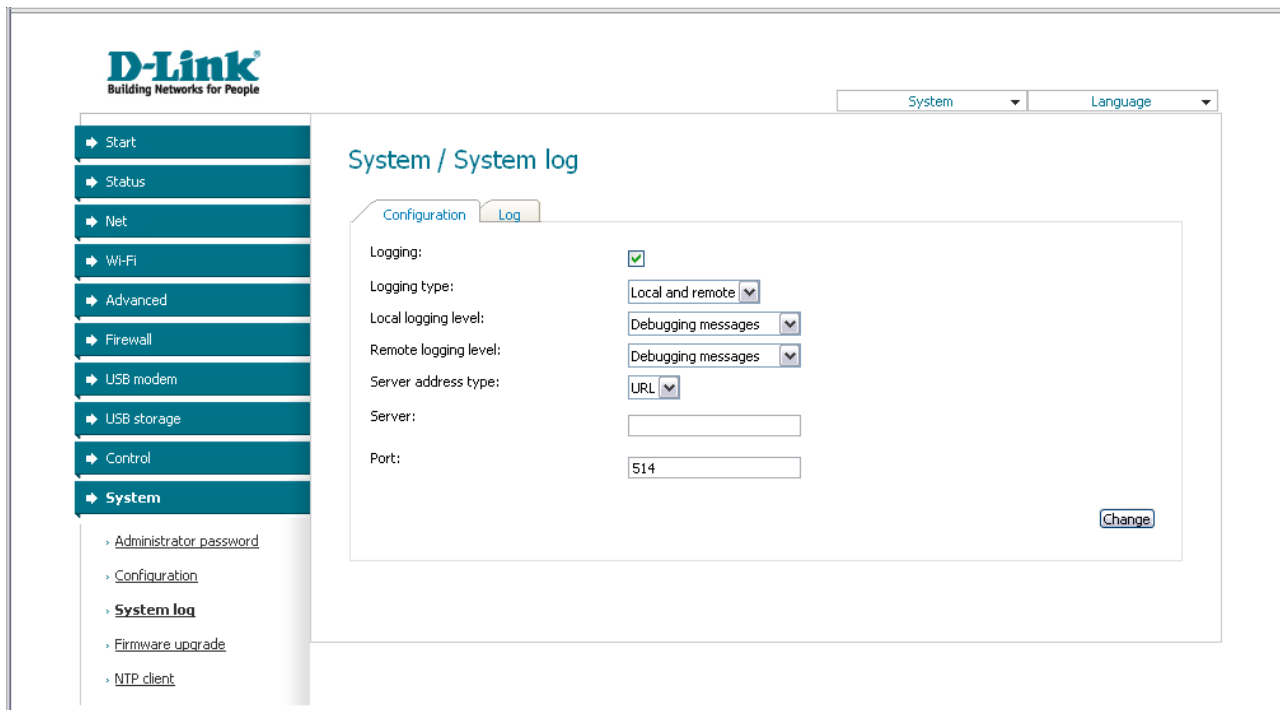 D-Link
Building Networks for People
System
Language
Start
Status
Net
Wi-Fi
Advanced
Firewall
USB modem
USB storage
Control
System
Administrator password
Configuration
System log
Firmware upgrade
NTP client
System / System log
Configuration
Log
Logging:
Logging type: Local and remote
Local logging level: Debugging messages
Remote logging level: Debugging messages
Server address type: URL
Server:
Port: 514
Change